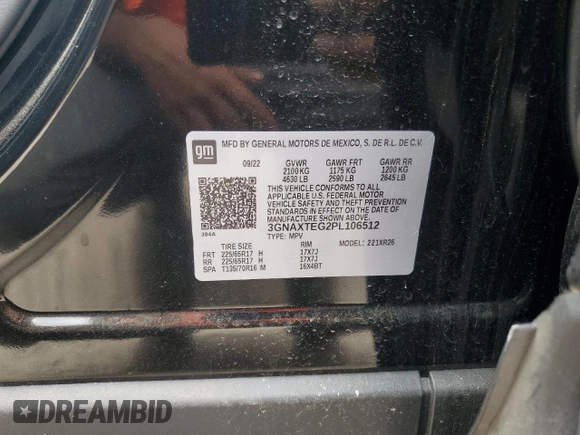 gm
MFD BY GENERAL MOTORS DE MEXICO, S. DE R.L. DE C.V.
09/22 GVWR GAWR FRT GAWR RR
2100 KG 1175 KG 1200 KG
4630 LB 2590 LB 2645 LB
THIS VEHICLE CONFORMS TO ALL
APPLICABLE U.S. FEDERAL MOTOR
VEHICLE SAFETY AND THEFT PREVENTION
STANDARDS IN EFFECT ON THE DATE OF
MANUFACTURE SHOWN ABOVE.
3GNAXTEG2PL106512
384A TYPE: MPV MODEL: 221XR26
TIRE SIZE RIM
FRT 225/65R17 H 17X7J
RR 225/65R17 H 17X7J
SPA T135/70R16 M 16X4BT
DREAMBID